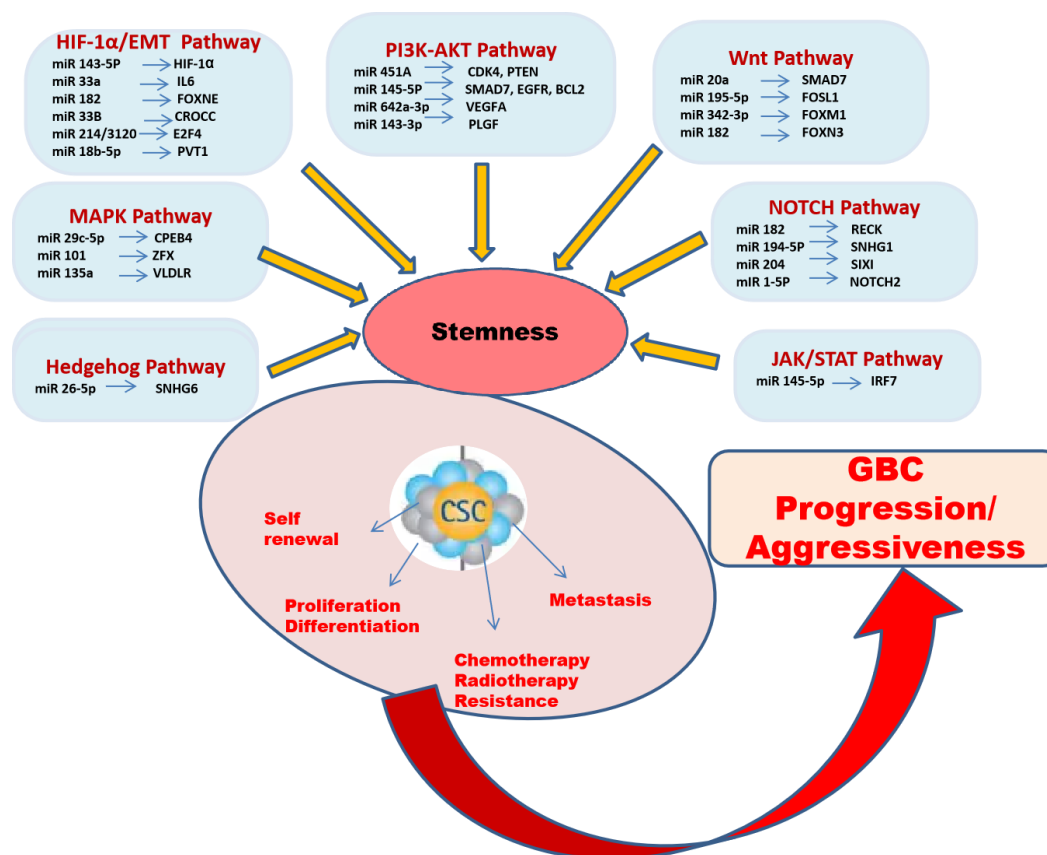 HIF-1α/EMT Pathway
miR 143-5P HIF-1α
miR 33a IL6
miR 182 FOXNE
miR 33B CROCC
miR 214/3120 E2F4
miR 18b-5p PVT1
PI3K-AKT Pathway
miR 451A CDK4, PTEN
miR 145-5P SMAD7, EGFR, BCL2
miR 642a-3p VEGFA
miR 143-3p PLGF
Wnt Pathway
miR 20a SMAD7
miR 195-5p FOSL1
miR 342-3p FOXM1
miR 182 FOXN3
MAPK Pathway
miR 29c-5p CPEB4
miR 101 ZFX
miR 135a VLDLR
NOTCH Pathway
miR 182 RECK
miR 194-5P SNHG1
miR 204 SIXI
mIR 1-5P NOTCH2
Hedgehog Pathway
miR 26-5p SNHG6
Stemness
JAK/STAT Pathway
miR 145-5p IRF7
CSC
Self
renewal
Proliferation
Differentiation
Metastasis
Chemotherapy
Radiotherapy
Resistance
GBC
Progression/
Aggressiveness